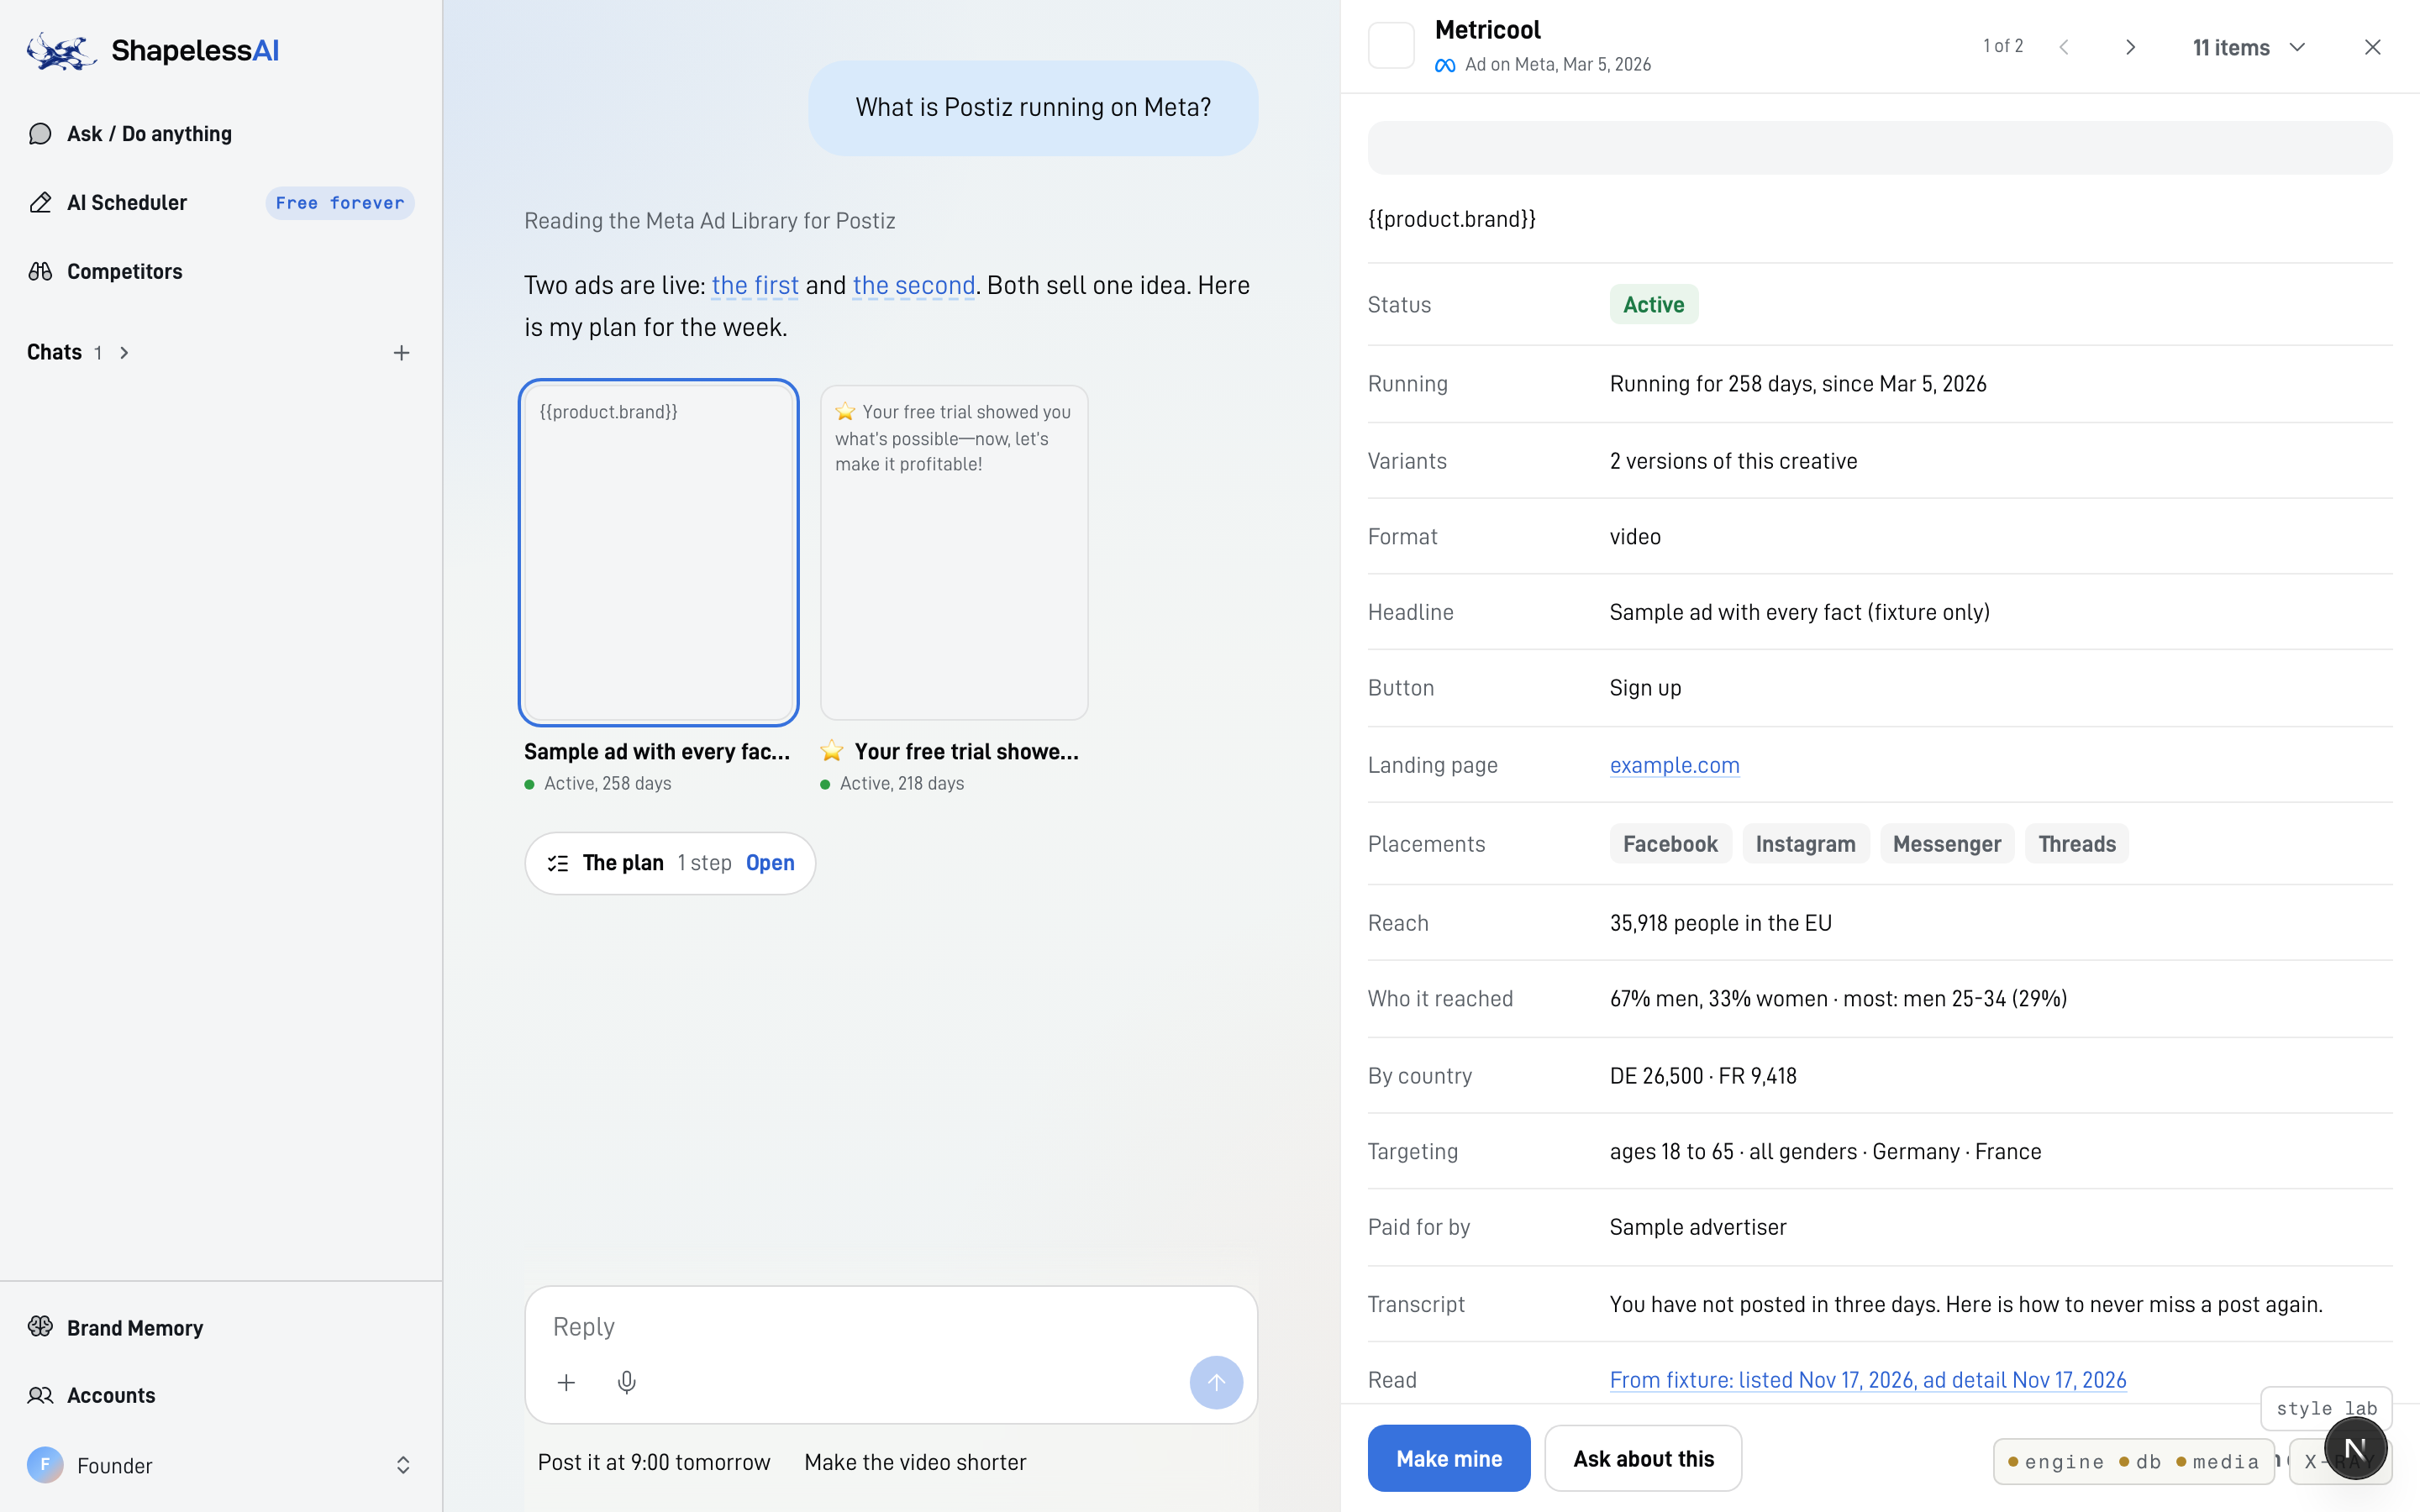 ShapelessAI
Ask / Do anything
AI Scheduler
Free forever
Competitors
Chats 1
Brand Memory
Accounts
F
Founder
What is Postiz running on Meta?
Reading the Meta Ad Library for Postiz
Two ads are live: the first and the second. Both sell one idea. Here
is my plan for the week.
{{product.brand}}
⭐ Your free trial showed you
what's possible—now, let's
make it profitable!
Sample ad with every fac...
Active, 258 days
⭐ Your free trial showe...
Active, 218 days
The plan 1 step Open
Reply
Post it at 9:00 tomorrow
Make the video shorter
Metricool
Ad on Meta, Mar 5, 2026
1 of 2
11 items
{{product.brand}}
Status Active
Running Running for 258 days, since Mar 5, 2026
Variants 2 versions of this creative
Format video
Headline Sample ad with every fact (fixture only)
Button Sign up
Landing page example.com
Placements Facebook Instagram Messenger Threads
Reach 35,918 people in the EU
Who it reached 67% men, 33% women · most: men 25-34 (29%)
By country DE 26,500 · FR 9,418
Targeting ages 18 to 65 · all genders · Germany · France
Paid for by Sample advertiser
Transcript You have not posted in three days. Here is how to never miss a post again.
Read From fixture: listed Nov 17, 2026, ad detail Nov 17, 2026
Make mine
Ask about this
style lab
engine db media
N